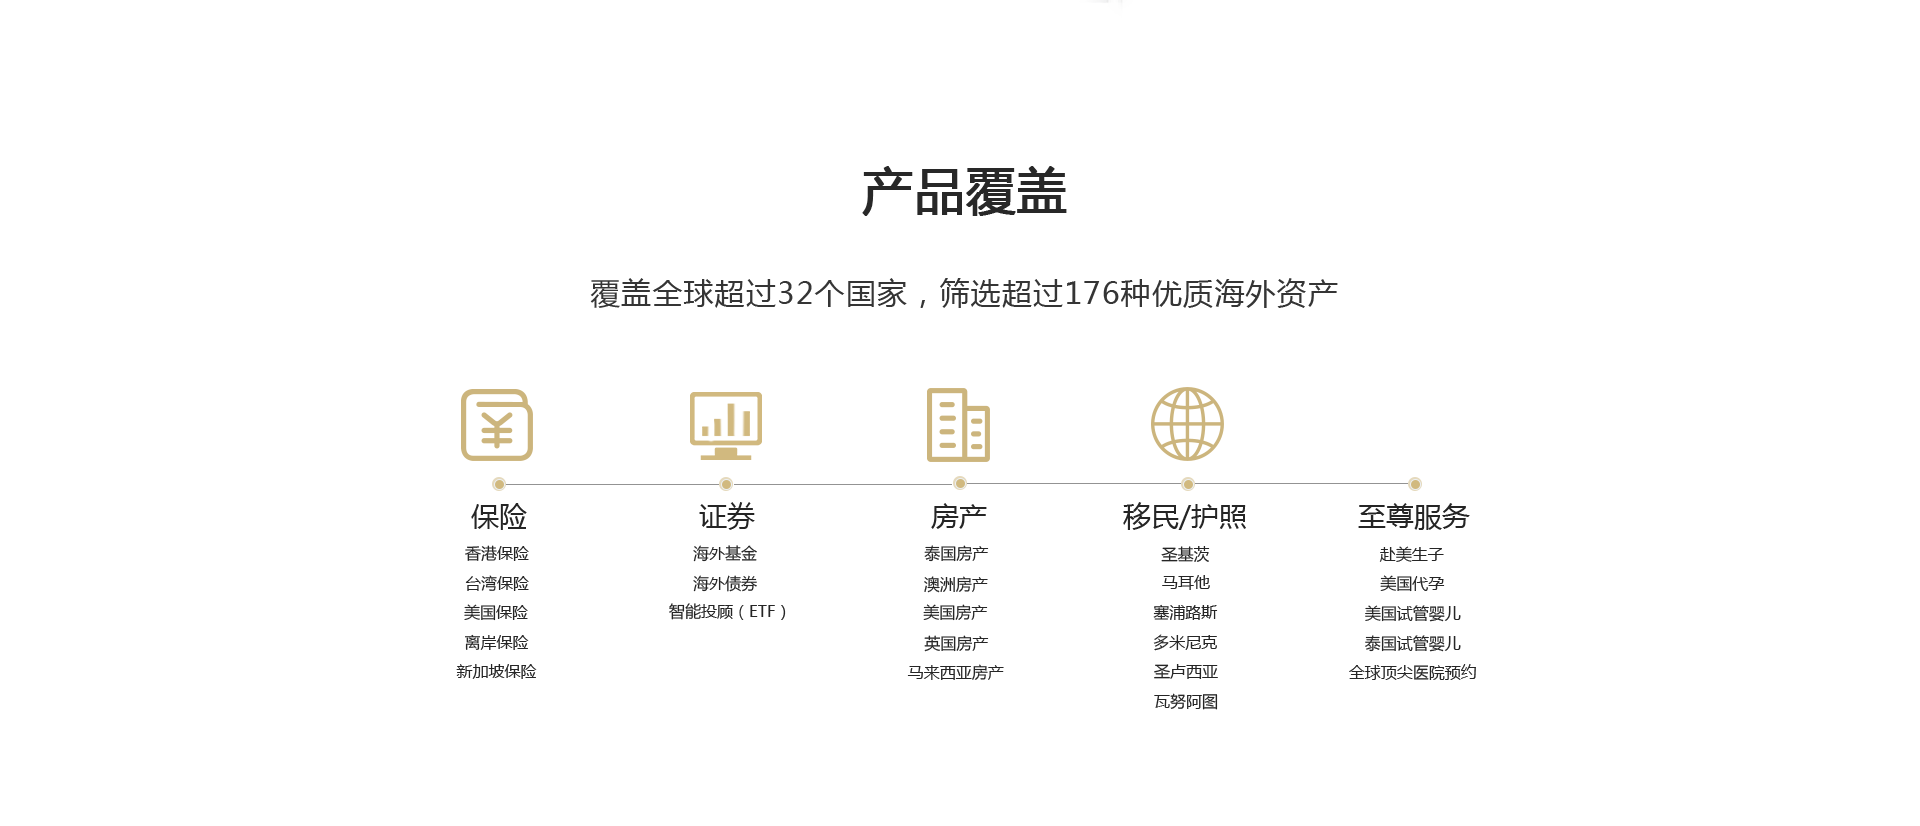 产品覆盖
覆盖全球超过32个国家，筛选超过176种优质海外资产
保险
香港保险
台湾保险
美国保险
离岸保险
新加坡保险
证券
海外基金
海外债券
智能投顾（ETF）
房产
泰国房产
澳洲房产
美国房产
英国房产
马来西亚房产
移民/护照
圣基茨
马耳他
塞浦路斯
多米尼克
圣卢西亚
瓦努阿图
至尊服务
赴美生子
美国代孕
美国试管婴儿
泰国试管婴儿
全球顶尖医院预约